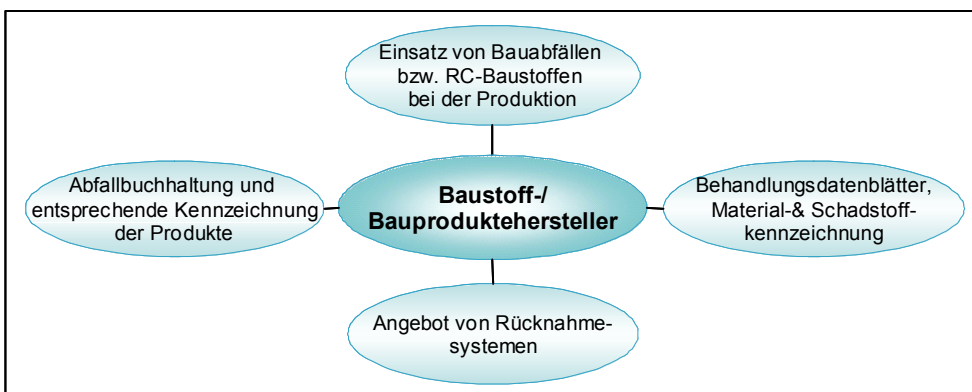 Einsatz von Bauabfällen
bzw. RC-Baustoffen
bei der Produktion
Abfallbuchhaltung und
entsprechende Kennzeichnung
der Produkte
Baustoff-/
Bauproduktehersteller
Behandlungsdatenblätter,
Material-& Schadstoff-
kennzeichnung
Angebot von Rücknahme-
systemen